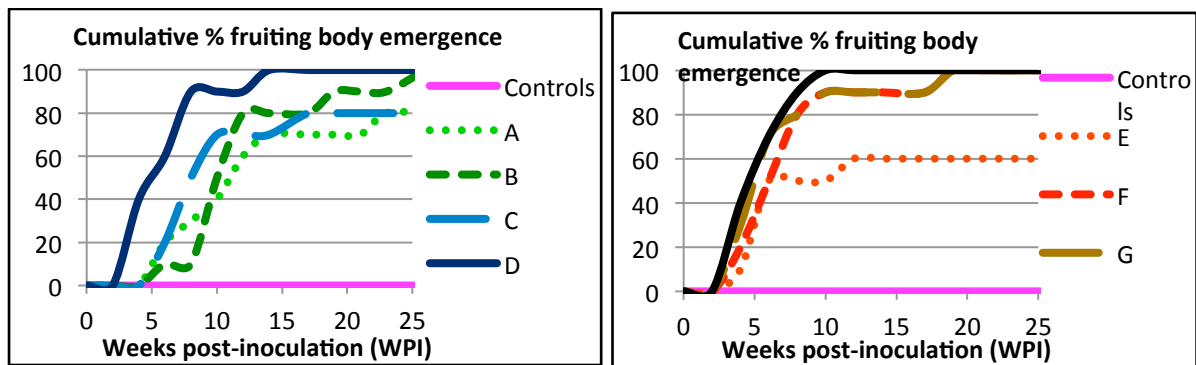 Cumulative % fruiting body emergence
100
80
60
40
20
0
0 5 10 15 20 25
Weeks post-inoculation (WPI)
Controls
A
B
C
D
Cumulative % fruiting body
emergence
100
80
60
40
20
0
0 5 10 15 20 25
Weeks post-inoculation (WPI)
Contro
ls
E
F
G